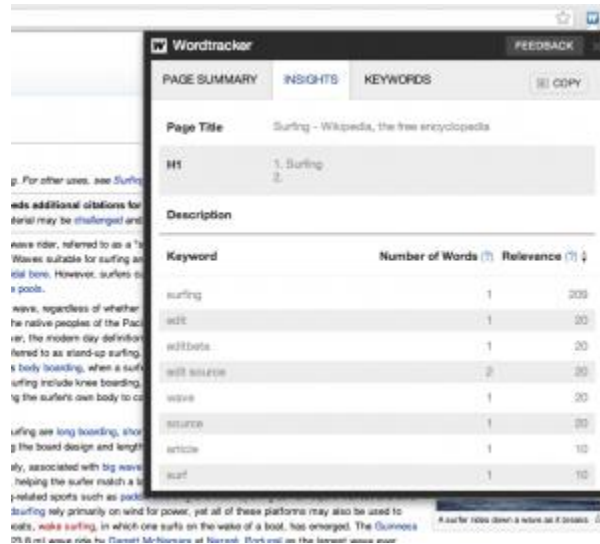 Wordtracker
FEEDBACK
PAGE SUMMARY
INSIGHTS
KEYWORDS
COPY
Page Title
Surfing - Wikipedia, the free encyclopedia
H1
1. Surfing
2.
Description
Keyword Number of Words (?) Relevance (?)
surfing 1 209
edit 1 20
editbeta 1 20
edit source 2 20
wave 1 20
source 1 20
article 1 10
surf 1 10
g. For other uses, see Surfing
eds additional citations for
aterial may be challenged and
wave rider, referred to as a "s
Waves suitable for surfing are
idal bore. However, surfers
e pools.
wave, regardless of whether
he native peoples of the Paci
er, the modern day definition
ferred to as stand-up surfing.
s body boarding, when a surf
urfing include knee boarding,
g the surfer's own body to
urfing are long boarding, shor
g the board design and length
ly, associated with big wave
, helping the surfer match a
g-related sports such as
dsurfing rely primarily on wind for power, yet all of these platforms may also be used to
oats, wake surfing, in which one surfs on the wake of a boat, has emerged. The Guinness
23.8 m) wave ride by Garrett McNamara at Nazaré, Portugal as the largest wave ever
A surfer rides down a wave as it breaks